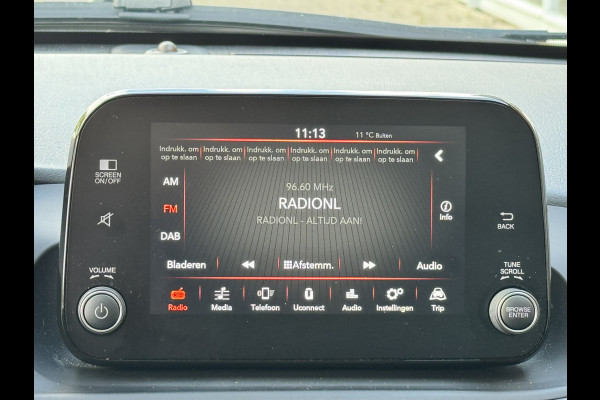 11:13 11 °C Buiten
Indrukk. om op te slaan Indrukk. om op te slaan Indrukk. om op te slaan Indrukk. om op te slaan Indrukk. om op te slaan Indrukk. om op te slaan
SCREEN
ON/OFF
AM
96.60 MHz
RADIONL
FM
RADIONL - ALTIJD AAN!
Info
BACK
DAB
Bladeren Afstemm. Audio
VOLUME
TUNE
SCROLL
Radio Media Telefoon Uconnect Audio Instellingen Trip
BROWSE
ENTER